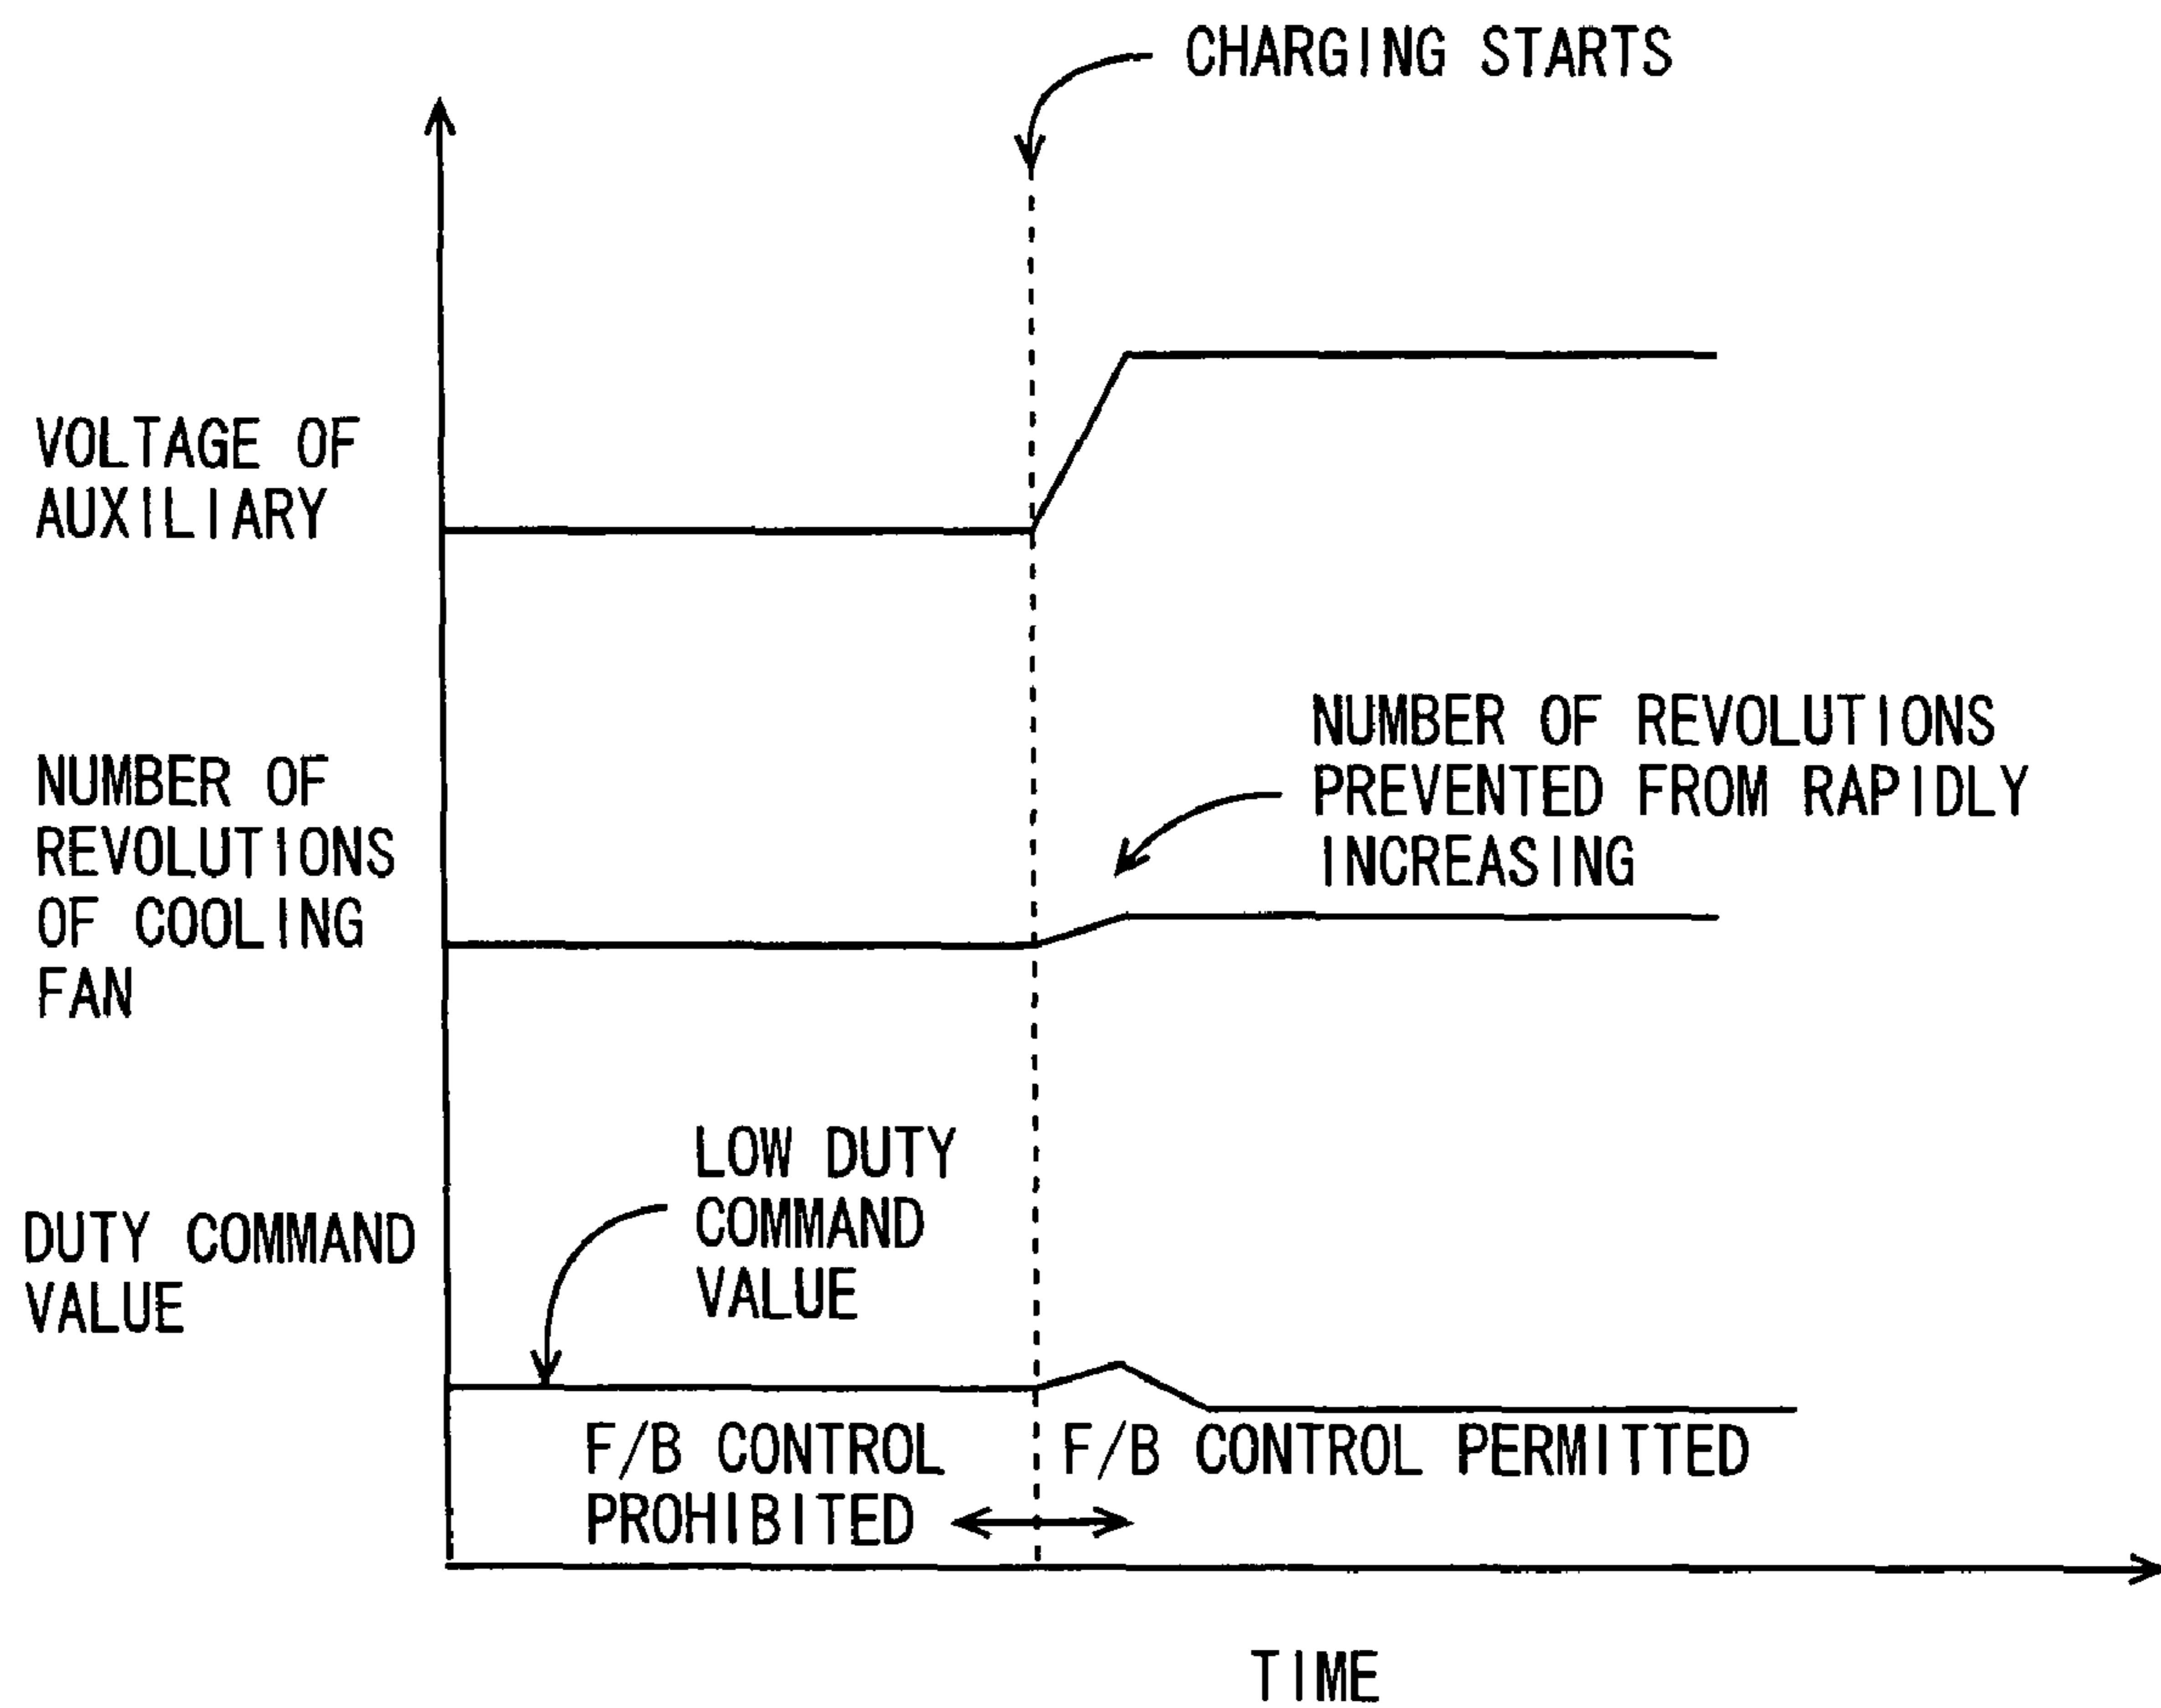 CHARGING STARTS
VOLTAGE OF
AUXILIARY
NUMBER OF REVOLUTIONS
PREVENTED FROM RAPIDLY
INCREASING
NUMBER OF
REVOLUTIONS
OF COOLING
FAN
LOW DUTY
COMMAND
VALUE
DUTY COMMAND
VALUE
F/B CONTROL
PROHIBITED
F/B CONTROL PERMITTED
TIME